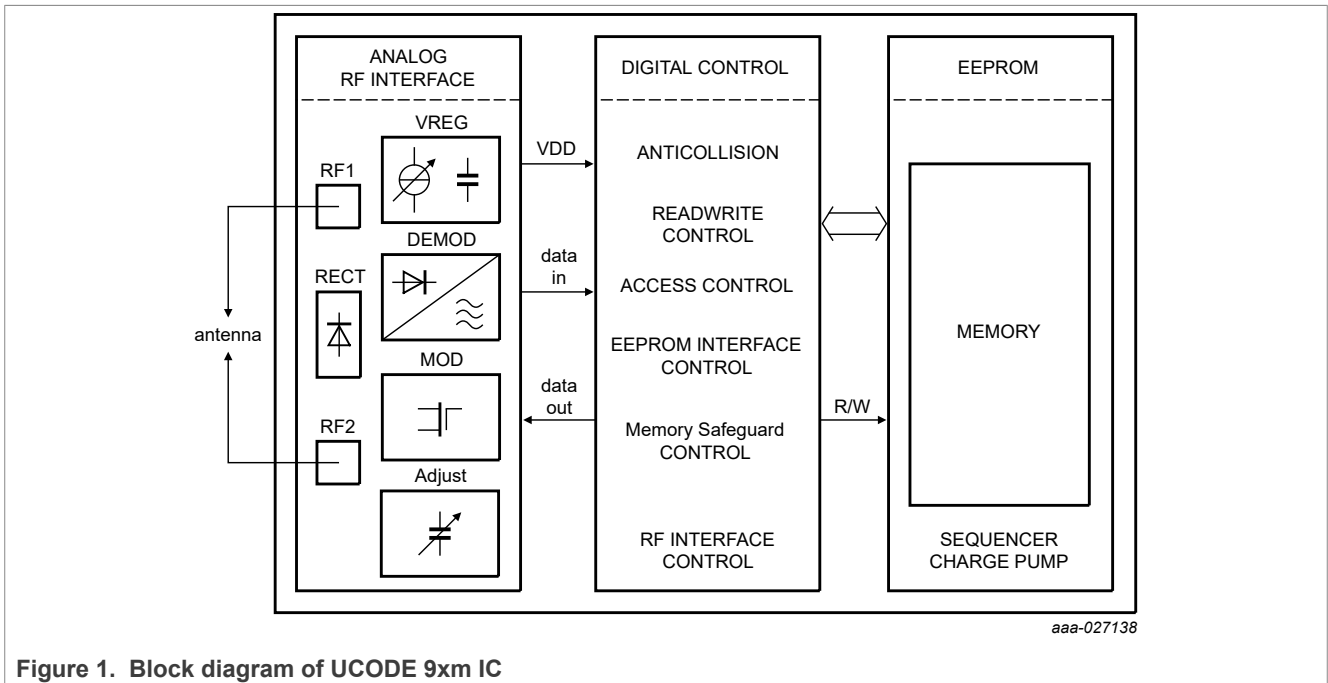 ANALOG
RF INTERFACE
VREG
RF1
DEMOD
RECT
antenna
MOD
RF2
Adjust
VDD
data
in
data
out
DIGITAL CONTROL
ANTICOLLISION
READWRITE
CONTROL
ACCESS CONTROL
EEPROM INTERFACE
CONTROL
Memory Safeguard
CONTROL
RF INTERFACE
CONTROL
R/W
EEPROM
MEMORY
SEQUENCER
CHARGE PUMP
aaa-027138
Figure 1. Block diagram of UCODE 9xm IC